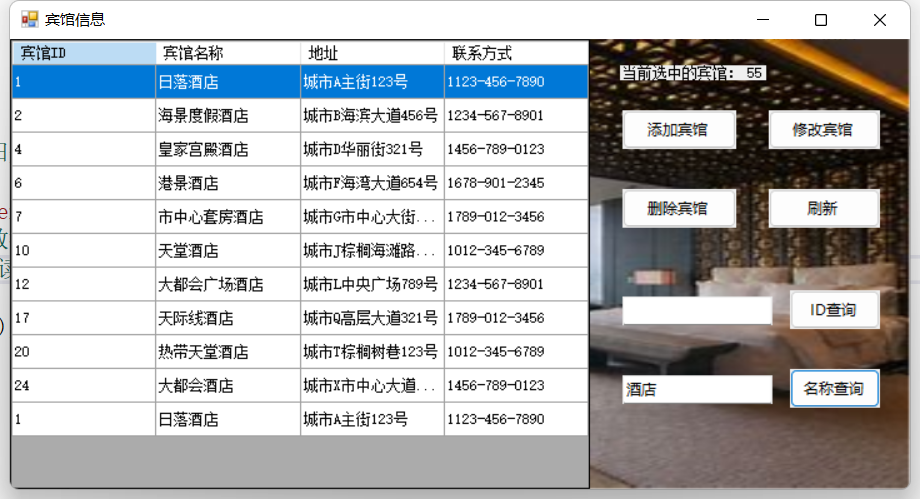 宾馆信息
宾馆ID 宾馆名称 地址 联系方式
1 日落酒店 城市A主街123号 1123-456-7890
2 海景度假酒店 城市B海滨大道456号 1234-567-8901
4 皇家宫殿酒店 城市D华丽街321号 1456-789-0123
6 港景酒店 城市F海湾大道654号 1678-901-2345
7 市中心套房酒店 城市G市中心大街... 1789-012-3456
10 天堂酒店 城市J棕榈海滩路... 1012-345-6789
12 大都会广场酒店 城市L中央广场789号 1234-567-8901
17 天际线酒店 城市Q高层大道321号 1789-012-3456
20 热带天堂酒店 城市T棕榈树巷123号 1012-345-6789
24 大都会酒店 城市X市中心大道... 1456-789-0123
1 日落酒店 城市A主街123号 1123-456-7890
当前选中的宾馆: 55
添加宾馆 修改宾馆
删除宾馆 刷新
ID查询
酒店 名称查询